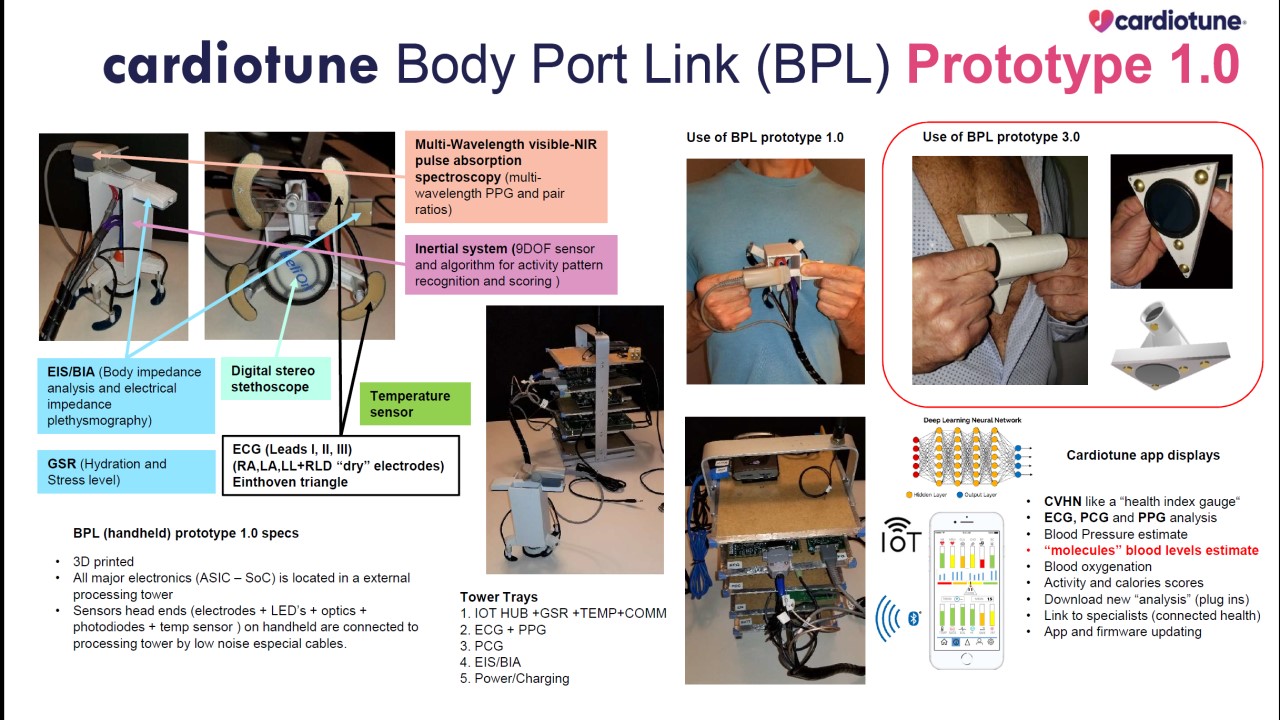 cardiotune
cardiotune Body Port Link (BPL) Prototype 1.0
Multi-Wavelength visible-NIR
pulse absorption
spectroscopy (multi-
wavelength PPG and pair
ratios)
Inertial system (9DOF sensor
and algorithm for activity pattern
recognition and scoring )
EIS/BIA (Body impedance
analysis and electrical
impedance
plethysmography)
Digital stereo
stethoscope
Temperature
sensor
GSR (Hydration and
Stress level)
ECG (Leads I, II, III)
(RA,LA,LL+RLD “dry” electrodes)
Einthoven triangle
BPL (handheld) prototype 1.0 specs
• 3D printed
• All major electronics (ASIC – SoC) is located in a external
processing tower
• Sensors head ends (electrodes + LED’s + optics +
photodiodes + temp sensor ) on handheld are connected to
processing tower by low noise coaxial cables.
Tower Trays
1. IOT HUB +GSR +TEMP+COMM
2. ECG + PPG
3. PCG
4. EIS/BIA
5. Power/Charging
Use of BPL prototype 1.0
Use of BPL prototype 3.0
Deep Learning Neural Network
Hidden Layer
Output Layer
IoT
Cardiotune app displays
• CVHN like a “health index gauge“
• ECG, PCG and PPG analysis
• Blood Pressure estimate
• “molecules” blood levels estimate
• Blood oxygenation
• Activity and calories scores
• Download new “analysis” (plug ins)
• Link to specialists (connected health)
• App and firmware updating